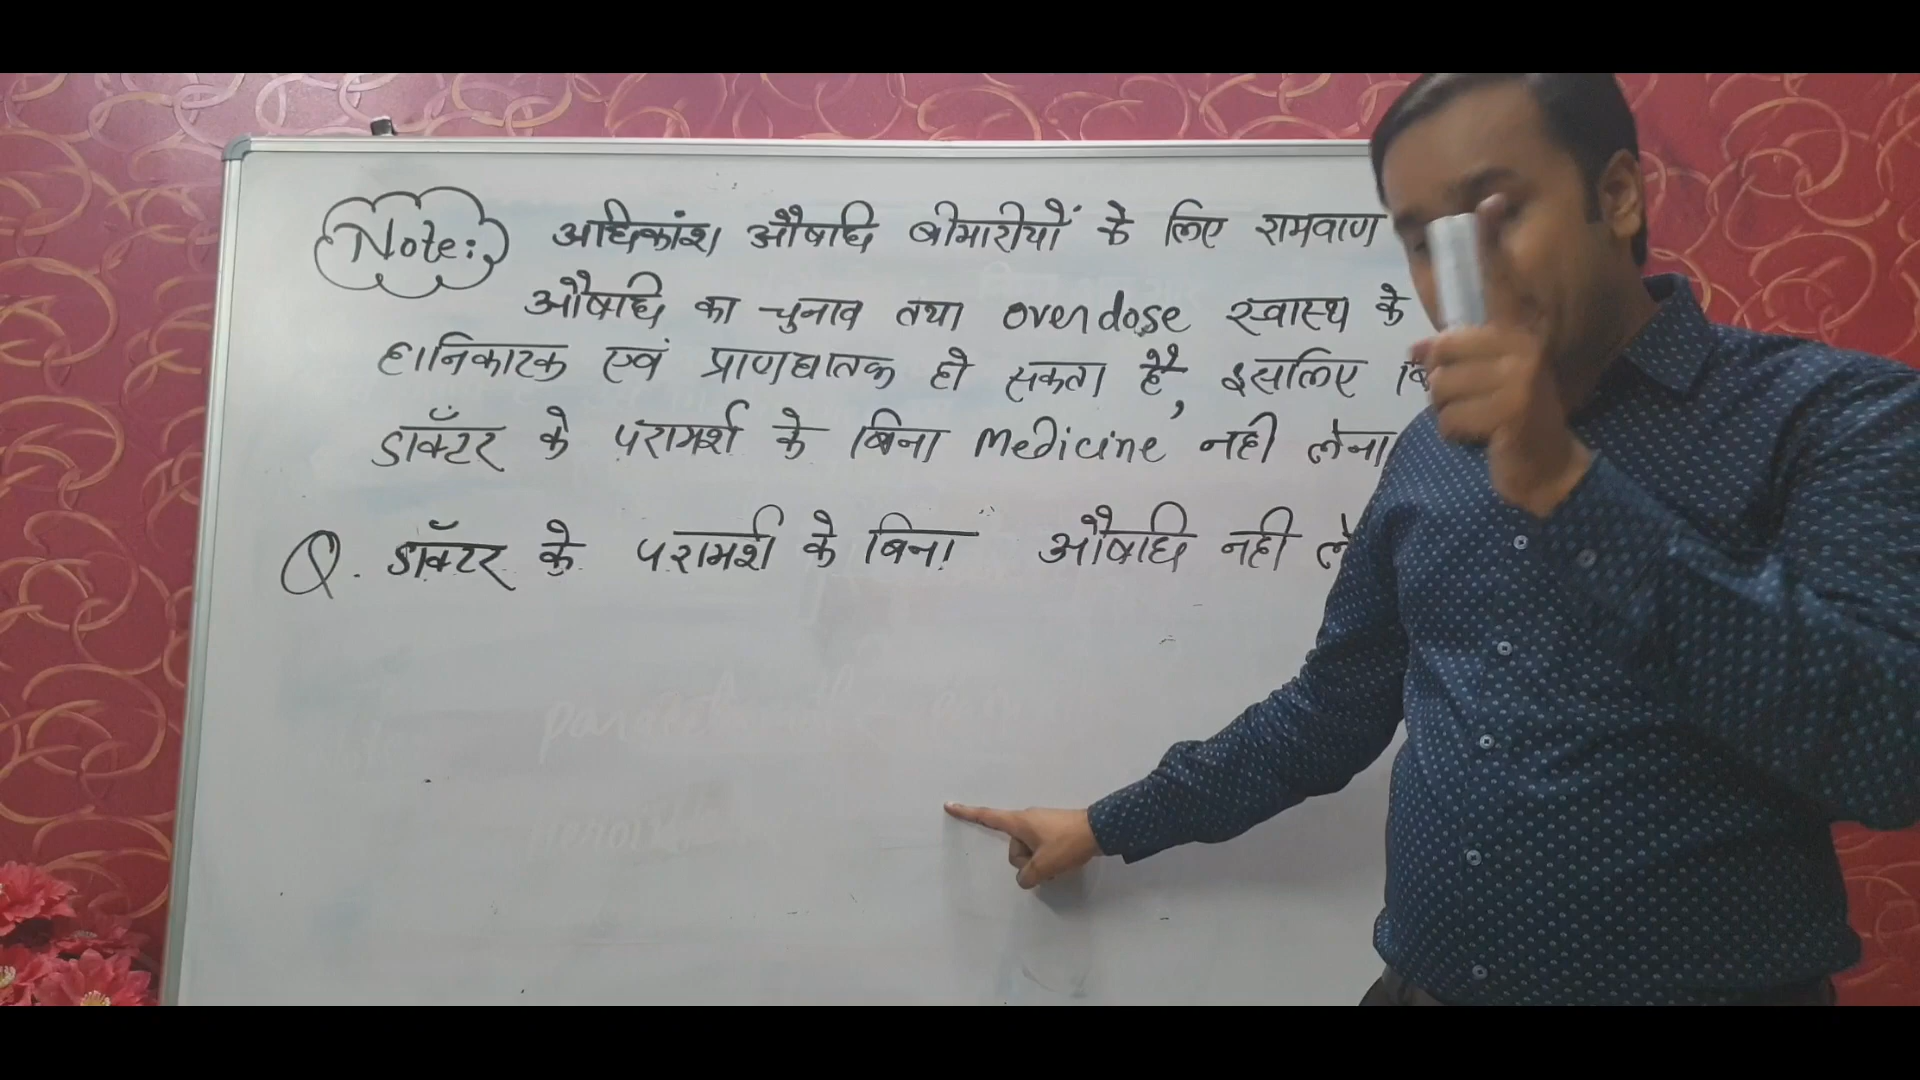 Note: अधिकांश औषधि बीमारीयों के लिए रामवाण
औषधि का चुनाव तथा overdose स्वास्थ के
हानिकारक एवं प्राणघातक हो सकता है, इसलिए
डॉक्टर के परामर्श के बिना medicine नही लेना
Q. डॉक्टर के परामर्श के बिना औषधि नही